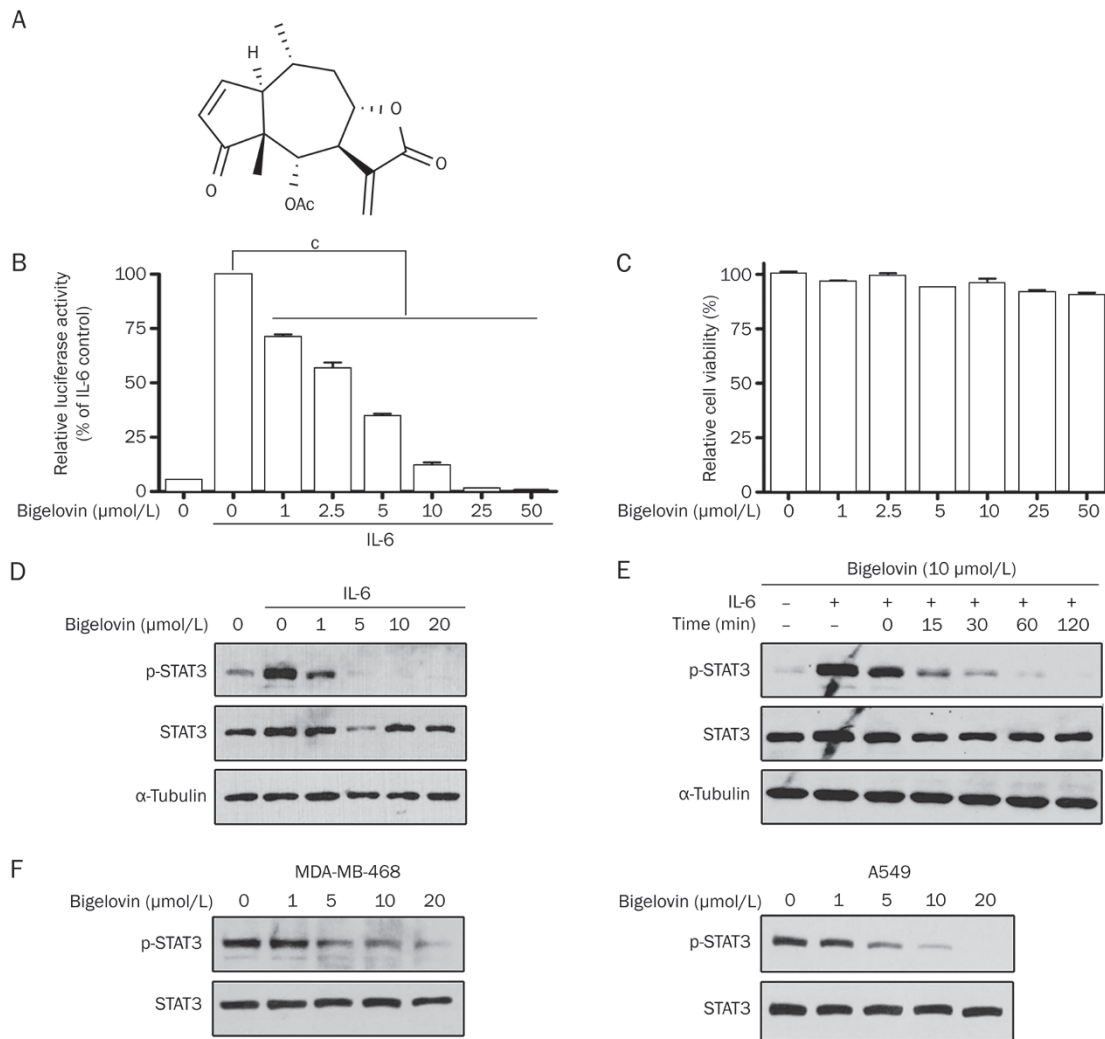 A
H
O
O
O
OAc
B
c
Relative luciferase activity
(% of IL-6 control)
100
75
50
25
0
Bigelovin (μmol/L) 0 0 1 2.5 5 10 25 50
IL-6
C
Relative cell viability (%)
100
75
50
25
0
Bigelovin (μmol/L) 0 1 2.5 5 10 25 50
D
IL-6
Bigelovin (μmol/L) 0 0 1 5 10 20
p-STAT3
STAT3
α-Tubulin
E
Bigelovin (10 μmol/L)
IL-6 – + + + + + +
Time (min) – – 0 15 30 60 120
p-STAT3
STAT3
α-Tubulin
F
MDA-MB-468
Bigelovin (μmol/L) 0 1 5 10 20
p-STAT3
STAT3
A549
Bigelovin (μmol/L) 0 1 5 10 20
p-STAT3
STAT3